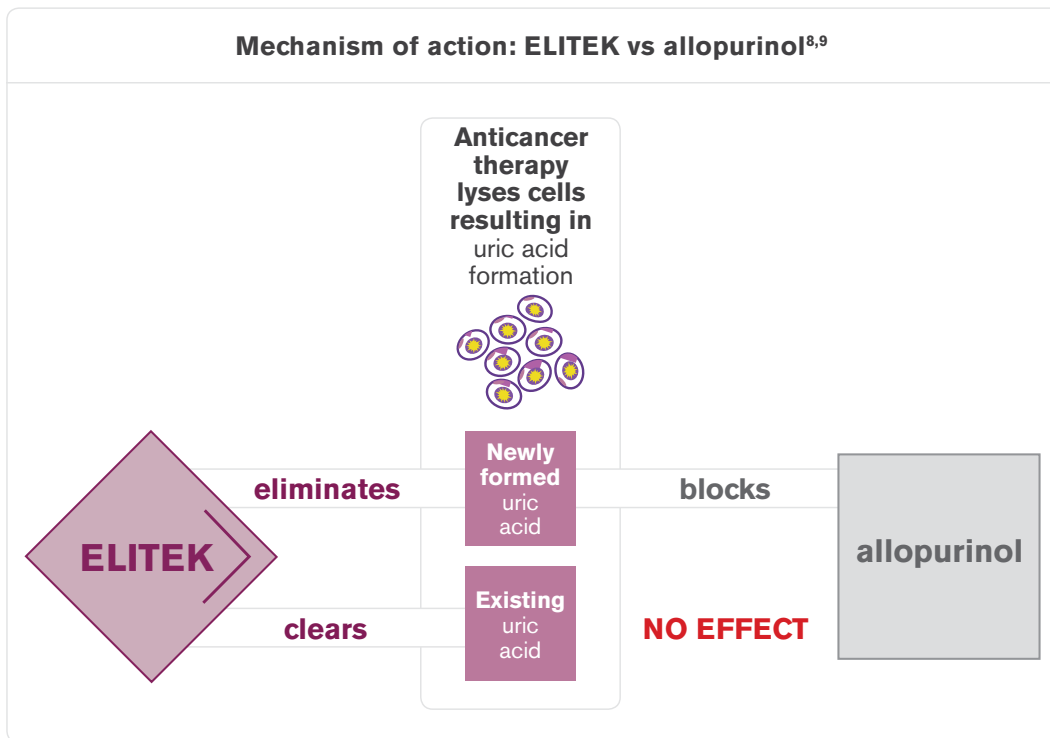 Mechanism of action: ELITEK vs allopurinol8,9
Anticancer
therapy
lyses cells
resulting in
uric acid
formation
ELITEK
eliminates
Newly
formed
uric
acid
blocks
allopurinol
clears
Existing
uric
acid
NO EFFECT